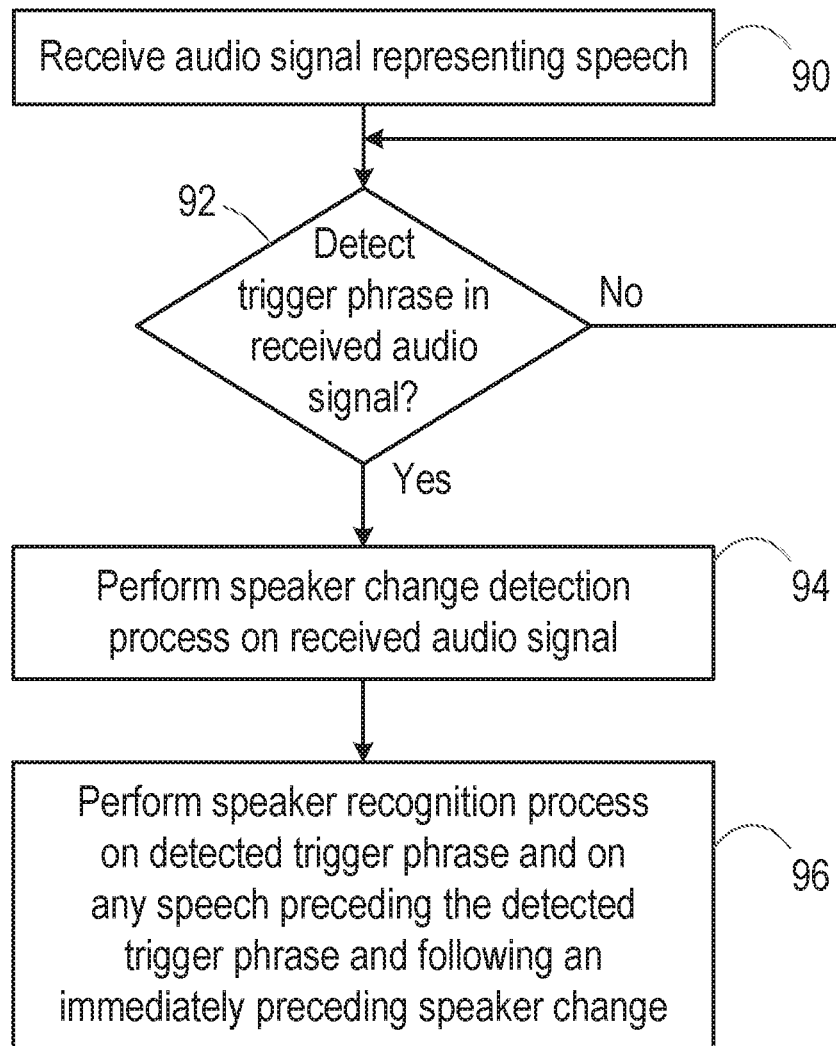 Receive audio signal representing speech
90
92
Detect
trigger phrase in
received audio
signal?
No
Yes
Perform speaker change detection
process on received audio signal
94
Perform speaker recognition process
on detected trigger phrase and on
any speech preceding the detected
trigger phrase and following an
immediately preceding speaker change
96